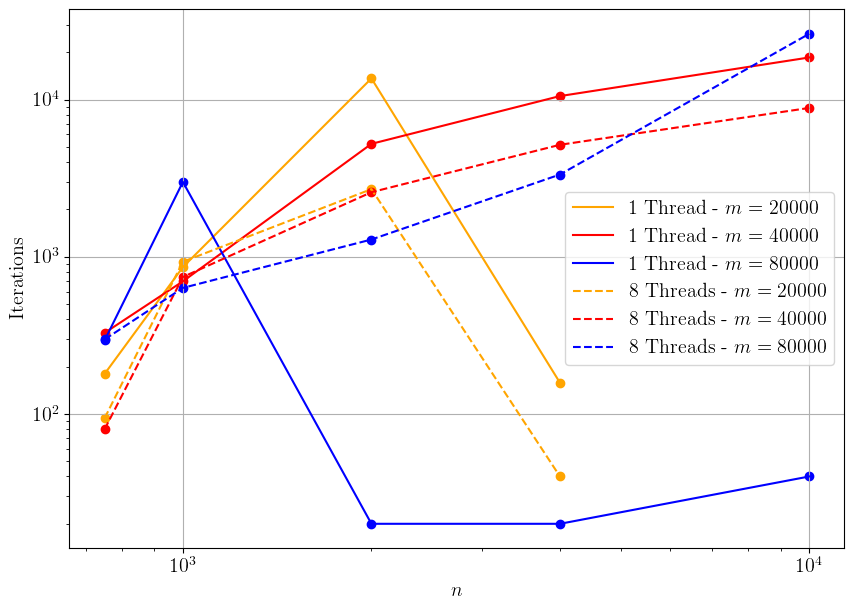 10^4
10^3
10^2
Iterations
1 Thread - m = 20000
1 Thread - m = 40000
1 Thread - m = 80000
8 Threads - m = 20000
8 Threads - m = 40000
8 Threads - m = 80000
10^3
10^4
n